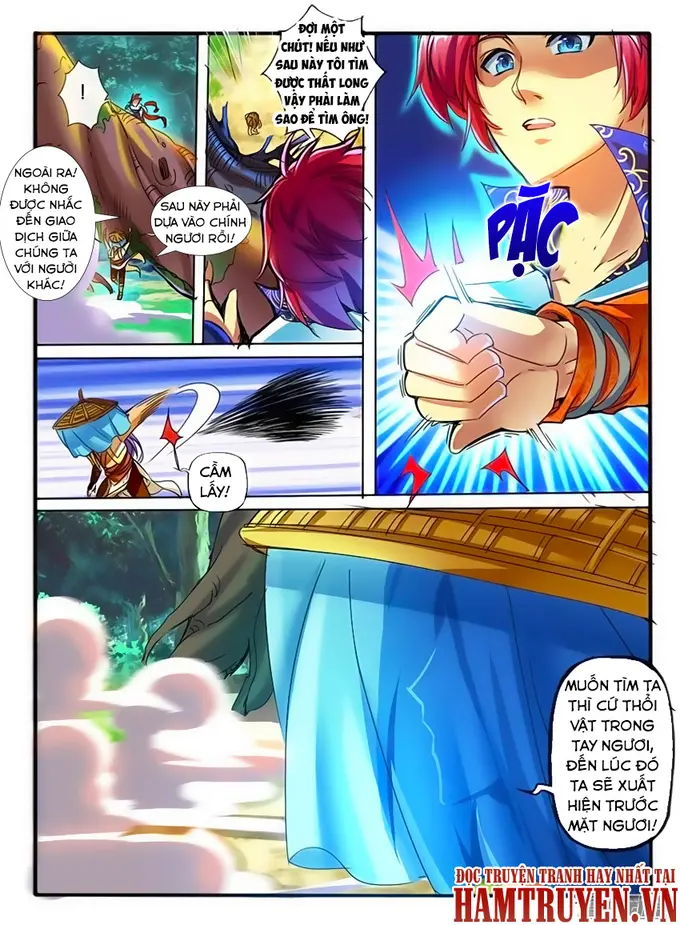 !
NGOÀI RA!
KHÔNG
ĐƯỢC NHẮC
ĐẾN GIAO
DỊCH GIỮA
CHÚNG TA
VỚI NGƯỜI
KHÁC!
SAU NÀY PHẢI
DỰA VÀO CHÍNH
NGƯƠI RỒI!
ĐỢI MỘT
CHÚT! NẾU NHƯ
SAU NÀY TÔI TÌM
ĐƯỢC THẤT LONG
VẬY PHẢI LÀM
SAO ĐỂ TÌM ÔNG!
PẶC
CẦM
LẤY!
MUỐN TÌM TA
THÌ CỨ THỔI
VẬT TRONG
TAY NGƯƠI,
ĐẾN LÚC ĐÓ
TA SẼ XUẤT
HIỆN TRƯỚC
MẶT NGƯƠI!
ĐỌC TRUYỆN TRANH HAY NHẤT TẠI
HAMTRUYEN.VN